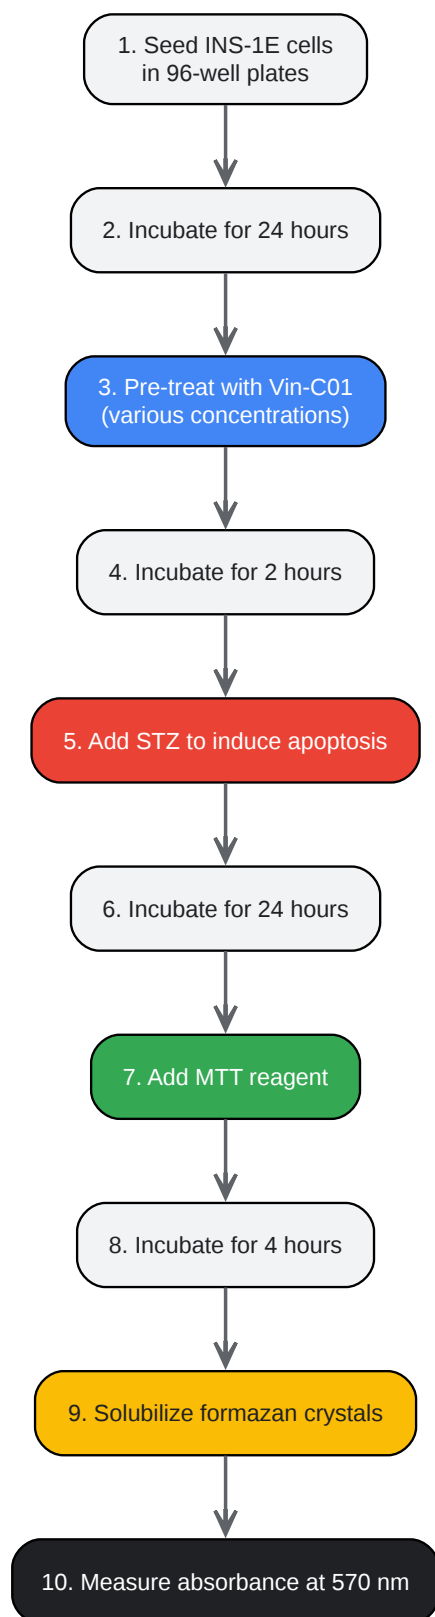 1. Seed INS-1E cells
in 96-well plates
2. Incubate for 24 hours
3. Pre-treat with Vin-C01
(various concentrations)
4. Incubate for 2 hours
5. Add STZ to induce apoptosis
6. Incubate for 24 hours
7. Add MTT reagent
8. Incubate for 4 hours
9. Solubilize formazan crystals
10. Measure absorbance at 570 nm